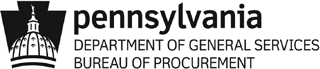 pennsylvania
DEPARTMENT OF GENERAL SERVICES
BUREAU OF PROCUREMENT